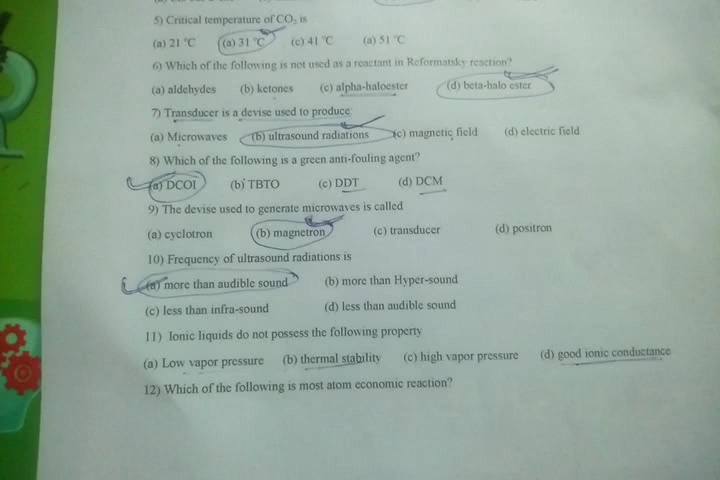 5) Critical temperature of CO₂ is
(a) 21 °C (a) 31 °C (c) 41 °C (a) 51 °C
6) Which of the following is not used as a reactant in Reformatsky reaction?
(a) aldehydes (b) ketones (c) alpha-haloester (d) beta-halo ester
7) Transducer is a devise used to produce
(a) Microwaves (b) ultrasound radiations (c) magnetic field (d) electric field
8) Which of the following is a green anti-fouling agent?
(a) DCOI (b) TBTO (c) DDT (d) DCM
9) The devise used to generate microwaves is called
(a) cyclotron (b) magnetron (c) transducer (d) positron
10) Frequency of ultrasound radiations is
(a) more than audible sound (b) more than Hyper-sound
(c) less than infra-sound (d) less than audible sound
11) Ionic liquids do not possess the following property
(a) Low vapor pressure (b) thermal stability (c) high vapor pressure (d) good ionic conductance
12) Which of the following is most atom economic reaction?